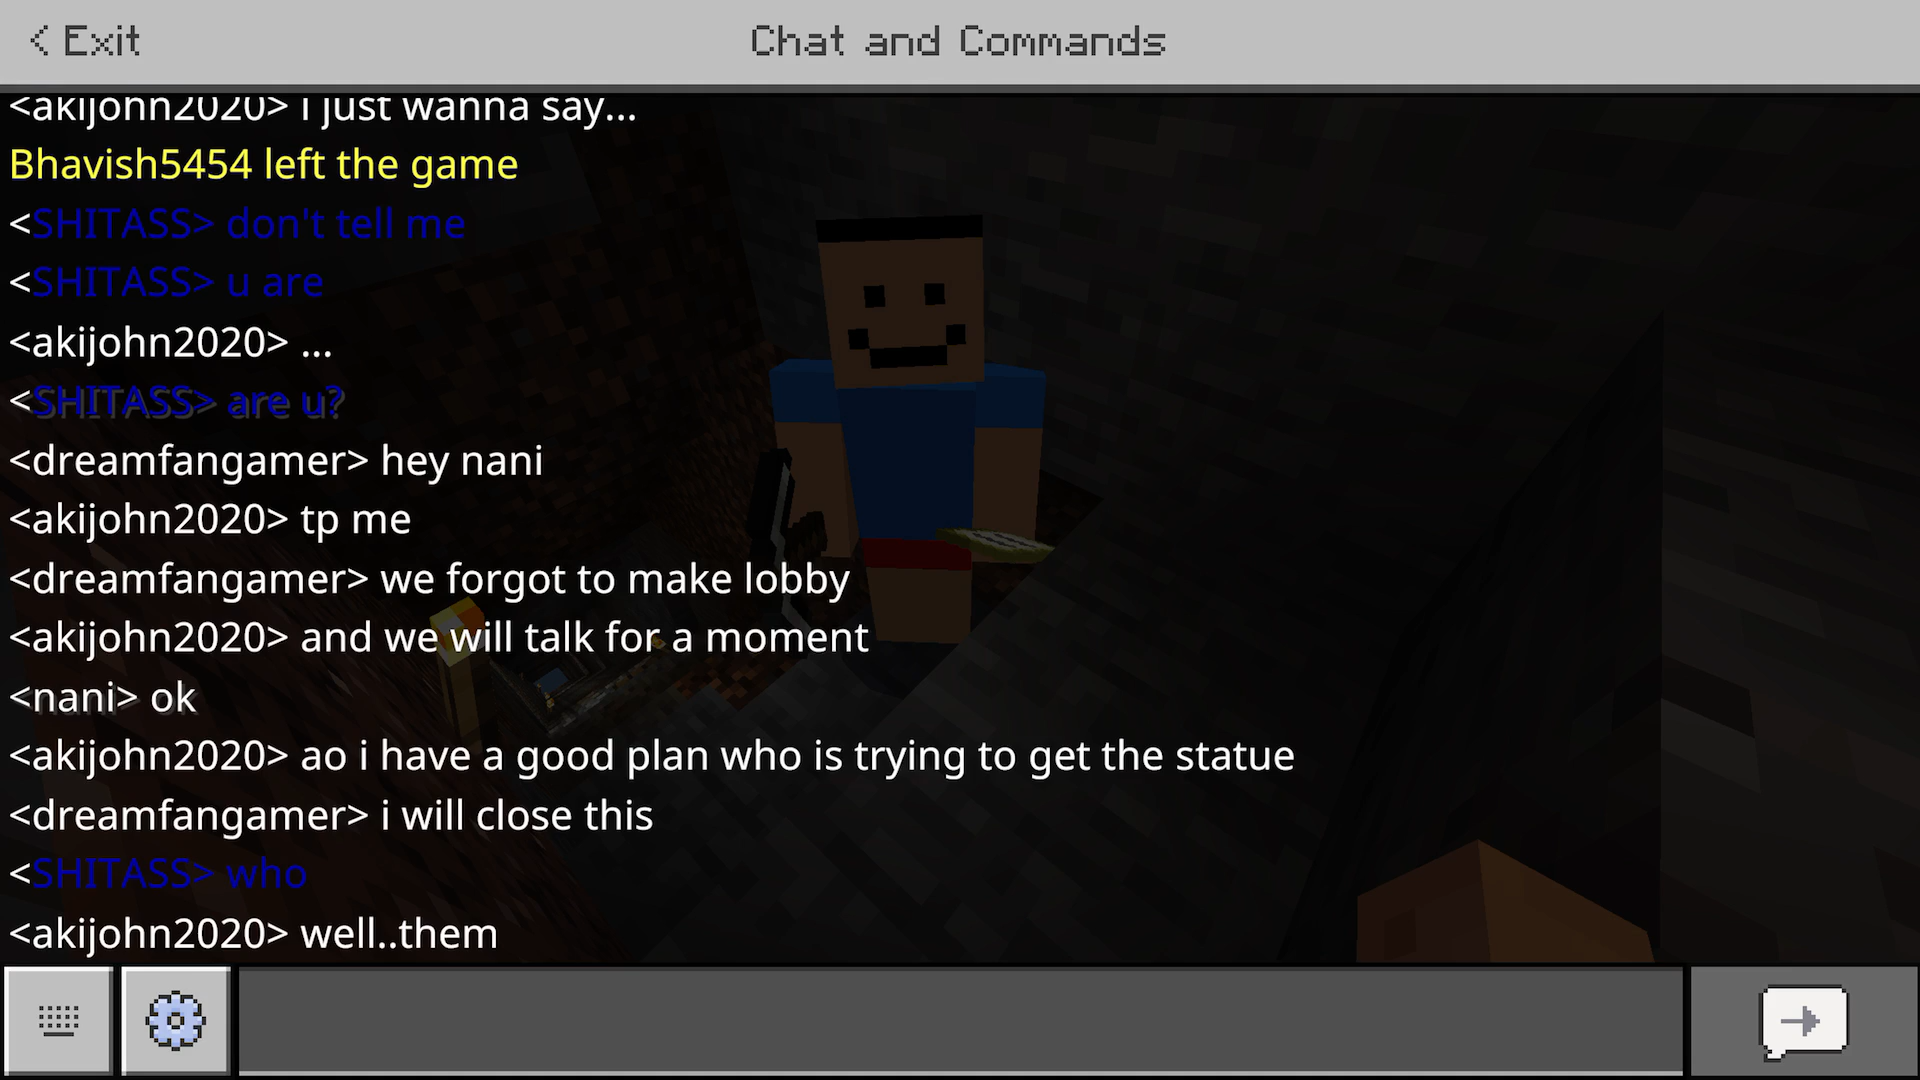 < Exit
Chat and Commands
<akijohn2020> i just wanna say...
Bhavish5454 left the game
<SHITASS> don't tell me
<SHITASS> u are
<akijohn2020> ...
<SHITASS> are u?
<dreamfangamer> hey nani
<akijohn2020> tp me
<dreamfangamer> we forgot to make lobby
<akijohn2020> and we will talk for a moment
<nani> ok
<akijohn2020> ao i have a good plan who is trying to get the statue
<dreamfangamer> i will close this
<SHITASS> who
<akijohn2020> well..them